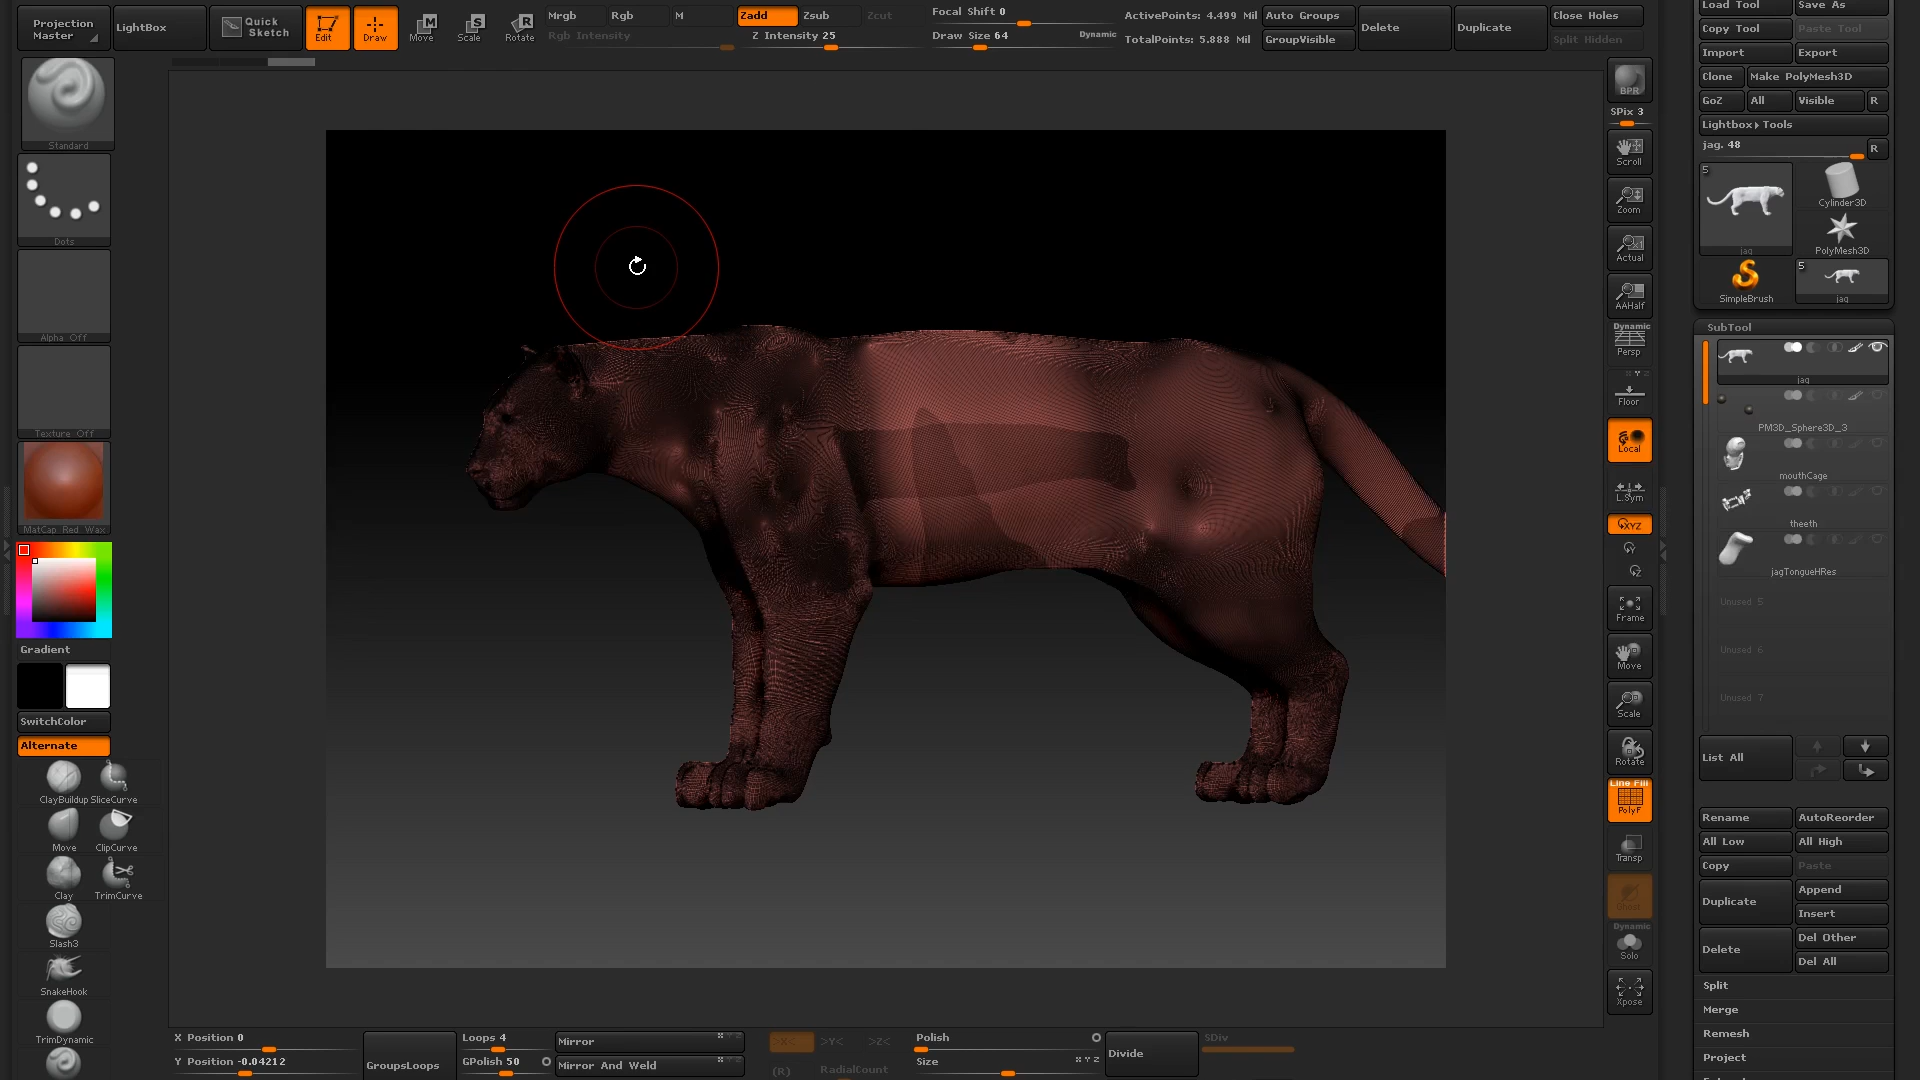 Projection Master
LightBox
Quick Sketch
Edit
Draw
Move
Scale
Rotate
Mrgb
Rgb
M
Rgb Intensity
Zadd
Zsub
Zcut
Z Intensity 25
Focal Shift 0
Draw Size 64
Dynamic
ActivePoints: 4.499 Mil
TotalPoints: 5.888 Mil
Auto Groups
GroupVisible
Delete
Duplicate
Close Holes
Split Hidden
Load Tool
Save As
Copy Tool
Paste Tool
Import
Export
Clone
Make PolyMesh3D
GoZ
All
Visible
R
Lightbox▸Tools
jag. 48
R
5
jag
Cylinder3D
PolyMesh3D
SimpleBrush
5
jag
SubTool
jag
PM3D_Sphere3D_3
mouthCage
theeth
jagTongueHRes
Unused 5
Unused 6
Unused 7
List All
Rename
AutoReorder
All Low
All High
Copy
Paste
Duplicate
Append
Insert
Delete
Del Other
Del All
Split
Merge
Remesh
Project
Standard
Dots
Alpha Off
Texture Off
MatCap Red Wax
Gradient
SwitchColor
Alternate
ClayBuildup
SliceCurve
Move
ClipCurve
Clay
TrimCurve
Slash3
SnakeHook
TrimDynamic
BPR
SPix 3
Scroll
Zoom
Actual
AAHalf
Dynamic
Persp
Floor
Local
L.Sym
XYZ
Frame
Move
Scale
Rotate
Line Fill
PolyF
Transp
Ghost
Dynamic
Solo
Xpose
X Position 0
Y Position -0.04212
GroupsLoops
Loops 4
GPolish 50
Mirror
Mirror And Weld
>X<
>Y<
>Z<
(R)
RadialCount
Polish
Size
X Y Z
Divide
SDiv